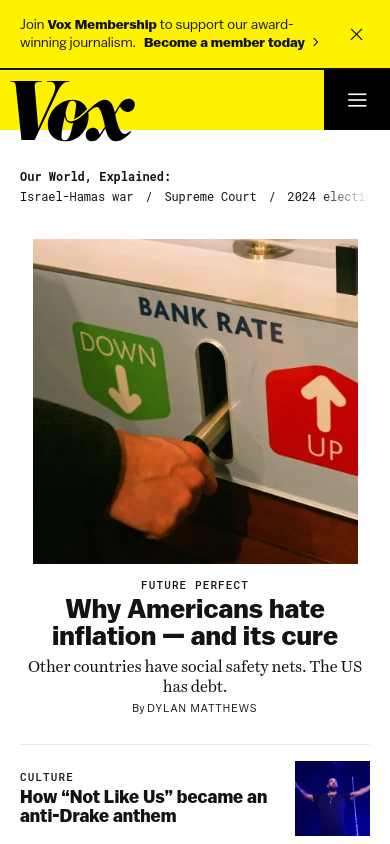 Join Vox Membership to support our award-
winning journalism. Become a member today
Vox
Our World, Explained:
Israel-Hamas war / Supreme Court / 2024 electi
BANK RATE
DOWN
UP
FUTURE PERFECT
Why Americans hate
inflation — and its cure
Other countries have social safety nets. The US
has debt.
By DYLAN MATTHEWS
CULTURE
How “Not Like Us” became an
anti-Drake anthem